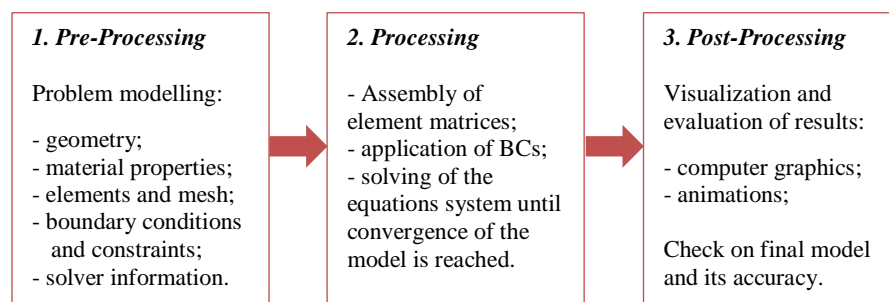 1. Pre-Processing
Problem modelling:
- geometry;
- material properties;
- elements and mesh;
- boundary conditions
and constraints;
- solver information.
2. Processing
- Assembly of
element matrices;
- application of BCs;
- solving of the
equations system until
convergence of the
model is reached.
3. Post-Processing
Visualization and
evaluation of results:
- computer graphics;
- animations;
Check on final model
and its accuracy.